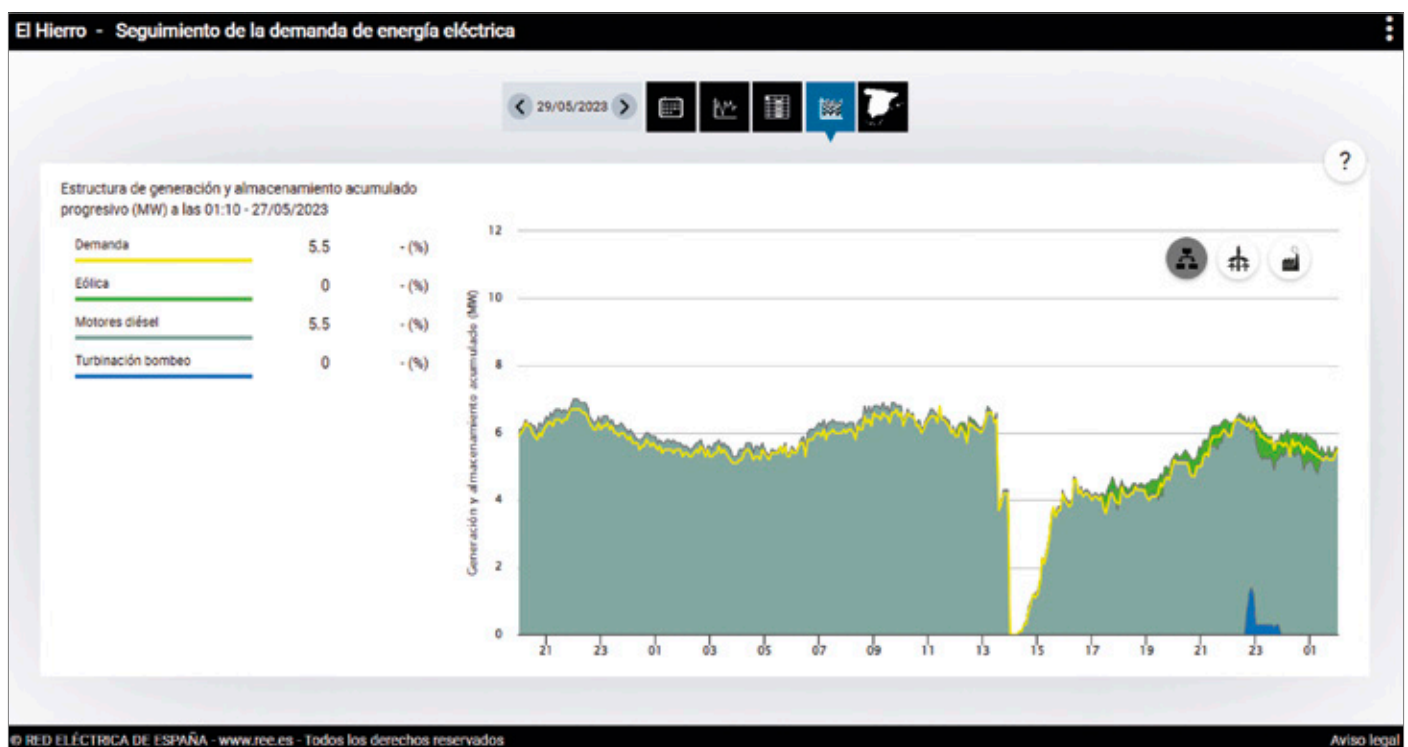 El Hierro - Seguimiento de la demanda de energía eléctrica
29/05/2023
?
Estructura de generación y almacenamiento acumulado
progresivo (MW) a las 01:10 - 27/05/2023
Demanda 5.5 - (%)
Eólica 0 - (%)
Motores diésel 5.5 - (%)
Turbinación bombeo 0 - (%)
Generación y almacenamiento acumulado (MW)
12
10
8
6
4
2
0
21 23 01 03 05 07 09 11 13 15 17 19 21 23 01
© RED ELÉCTRICA DE ESPAÑA - www.ree.es - Todos los derechos reservados
Aviso legal